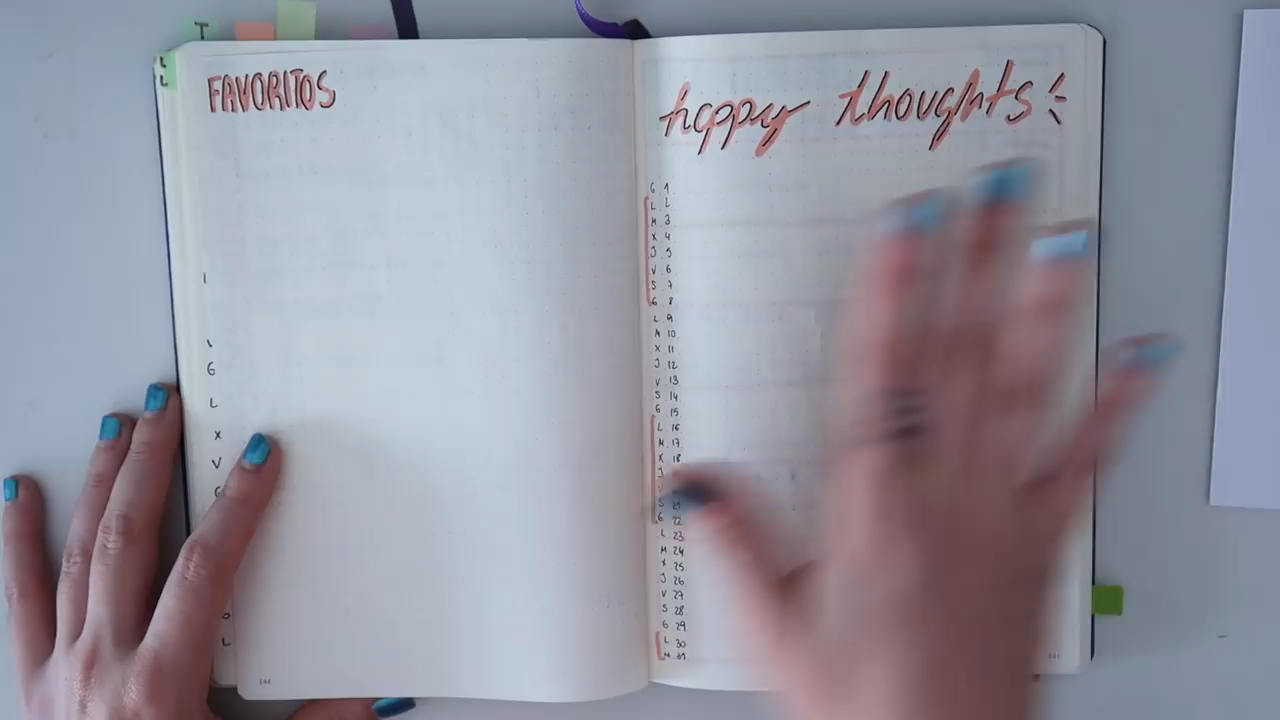 T
FAVORITOS
happy thoughts
G 1
L 2
M 3
X 4
J 5
V 6
S 7
G 8
L 9
M 10
X 11
J 12
V 13
S 14
G 15
L 16
M 17
X 18
J
V
S 21
G 22
L 23
M 24
X 25
J 26
V 27
S 28
G 29
L 30
M 31
G
L
X
V
G
L